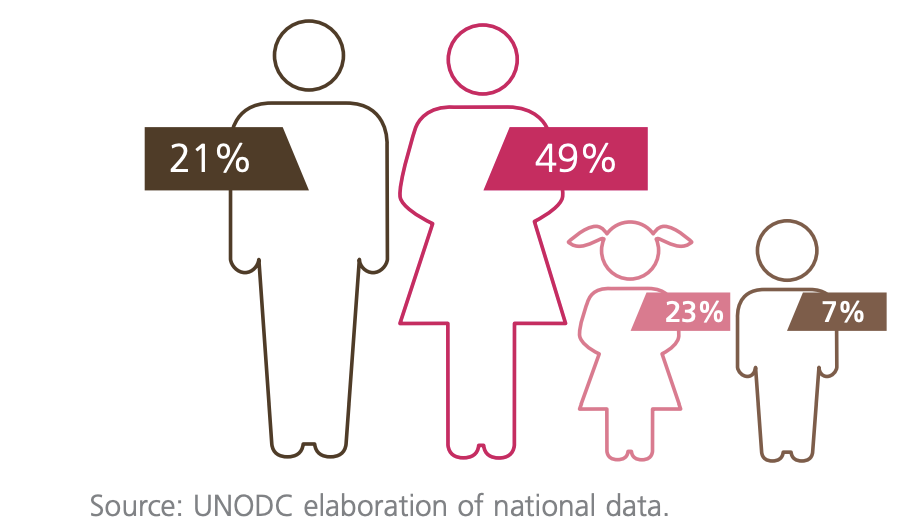 21%
49%
23%
7%
Source: UNODC elaboration of national data.